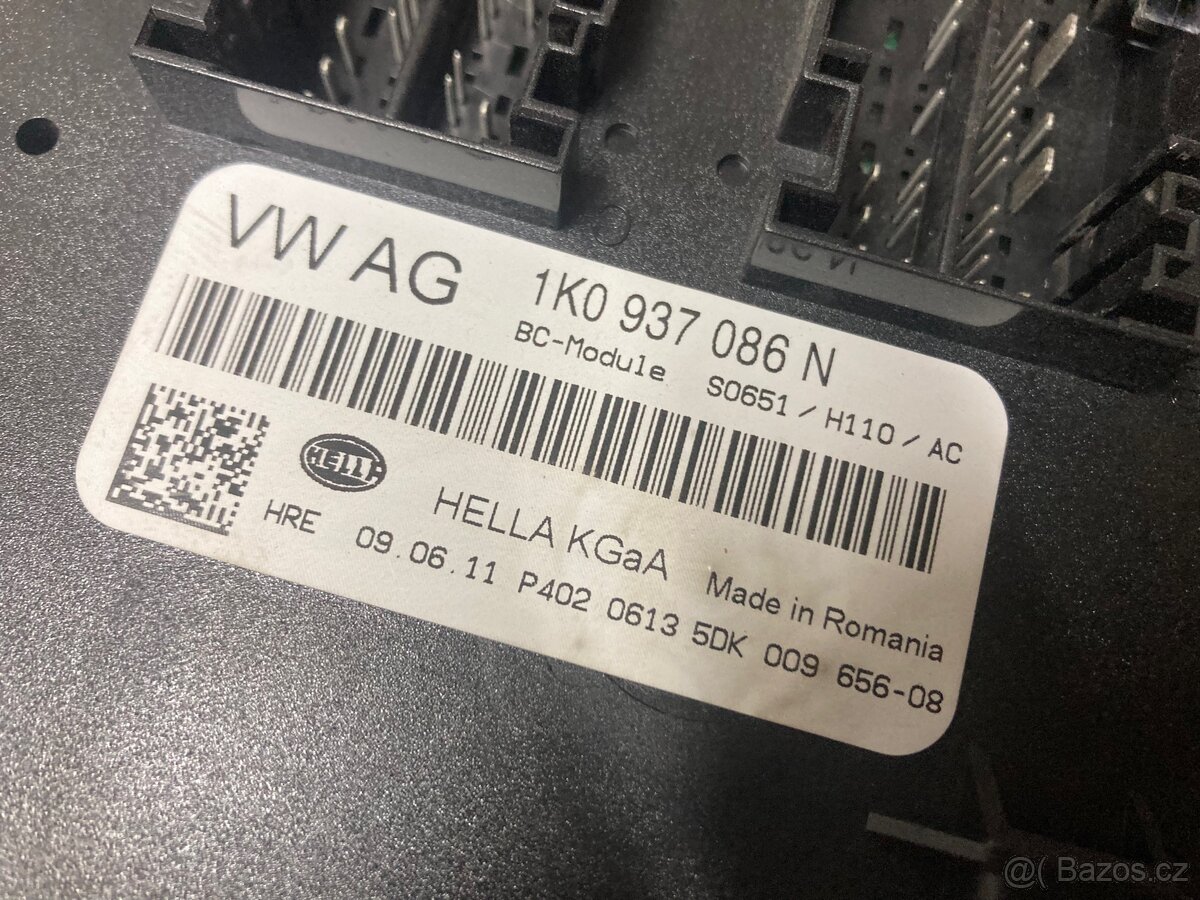 VW AG 1K0 937 086 N
BC-Module S0651 / H110 / AC
HELLA
HELLA KGaA Made in Romania
HRE 09.06.11 P402 0613 5DK 009 656-08
@( Bazos.cz